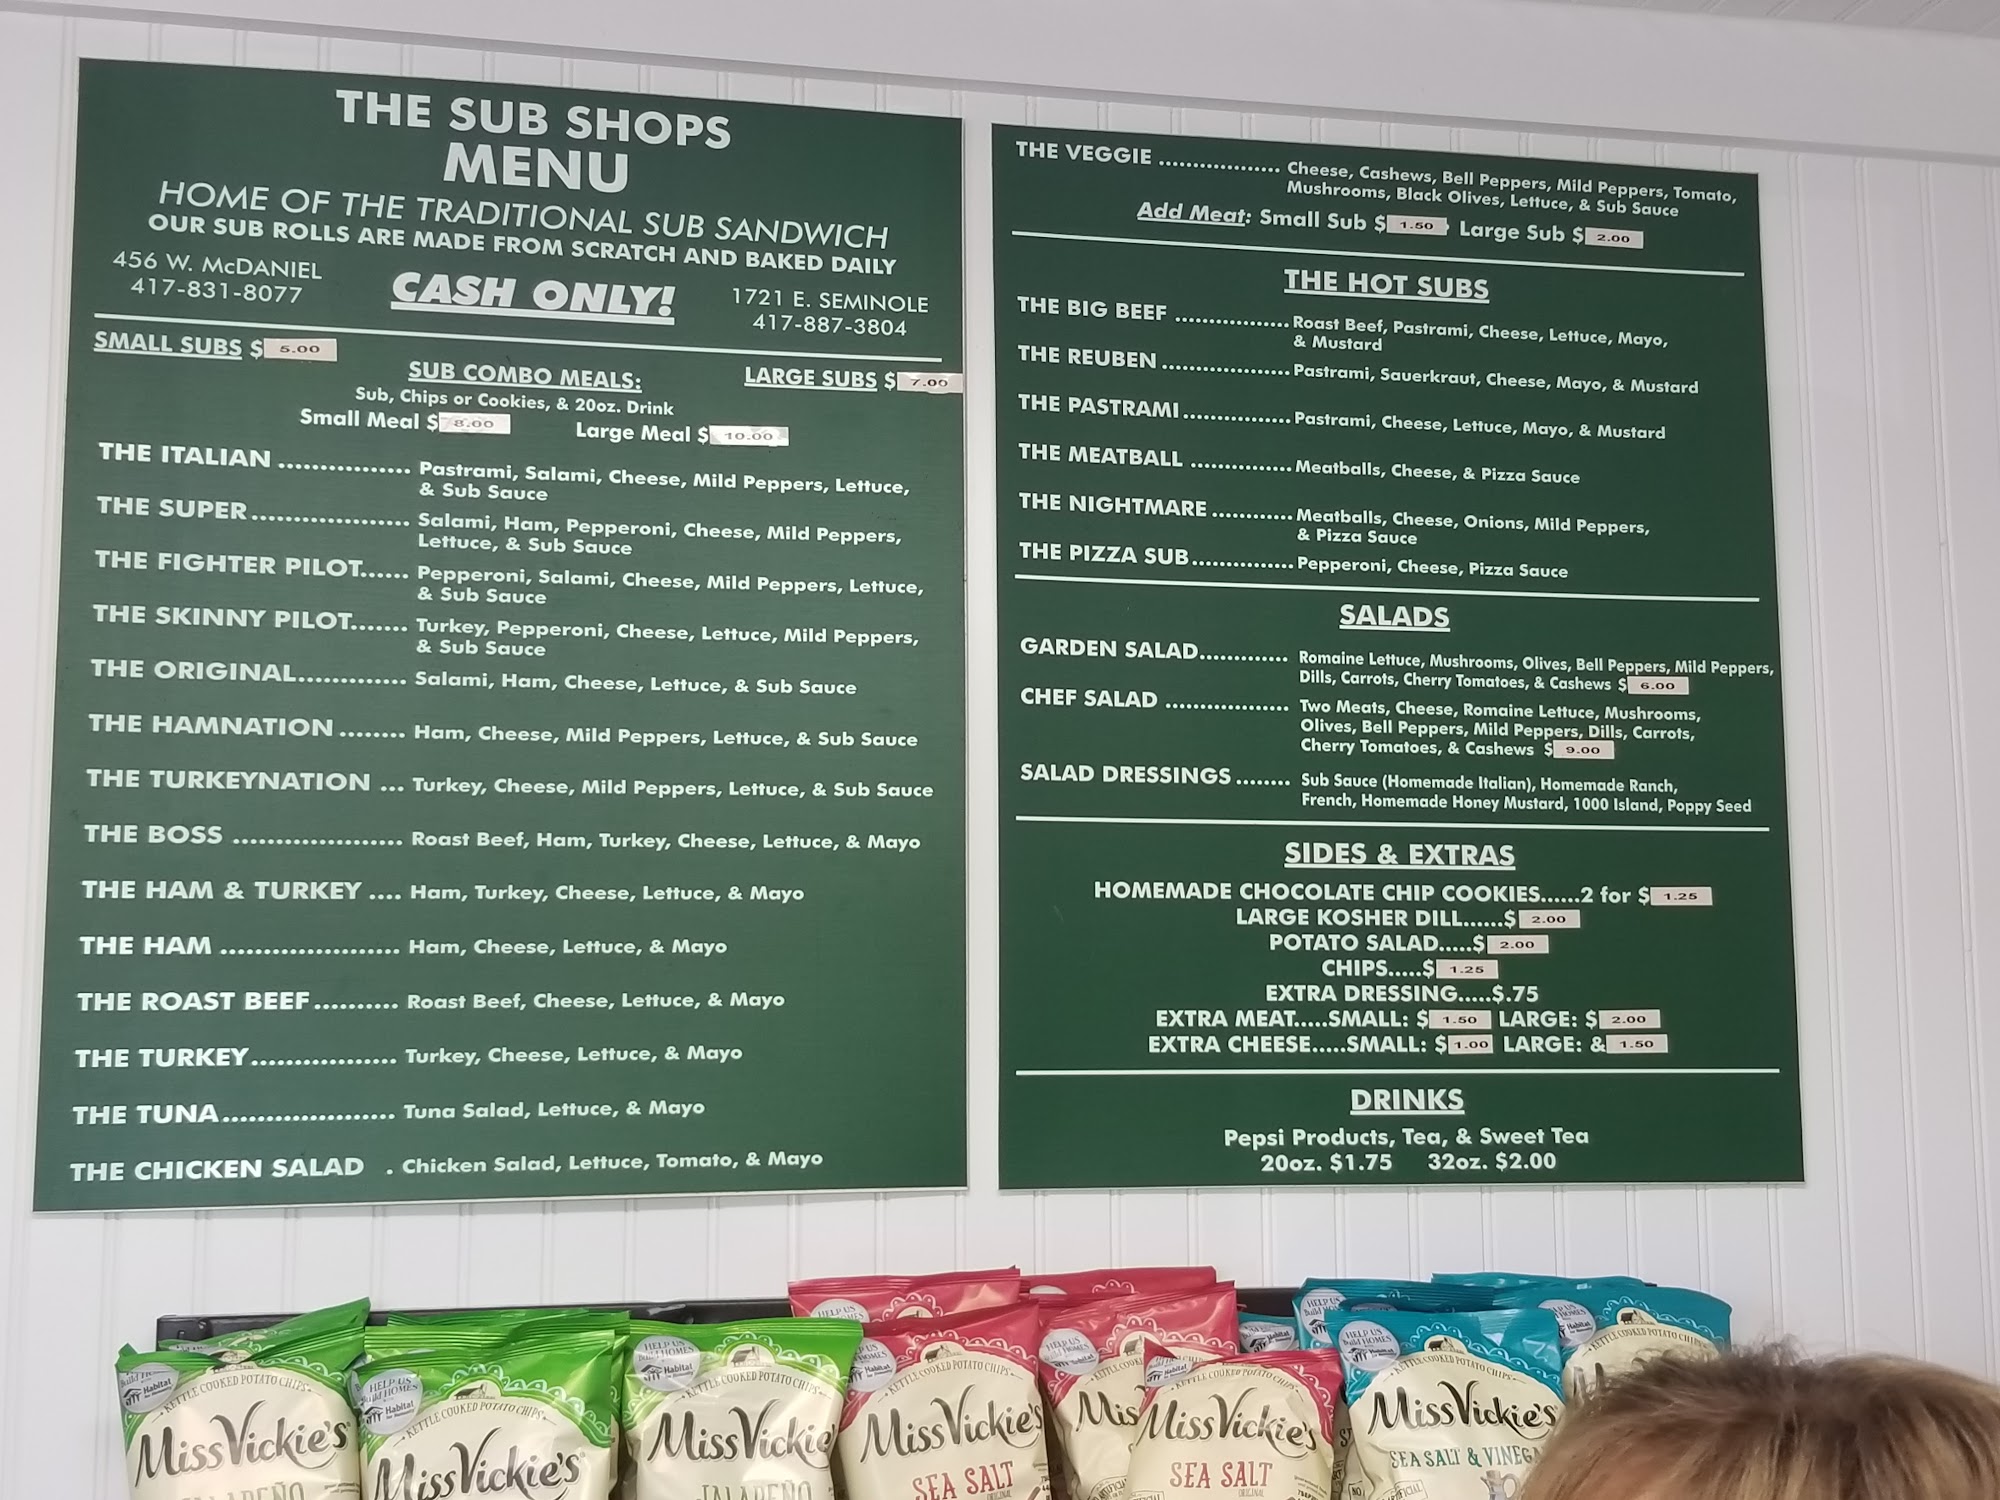 THE SUB SHOPS
MENU
HOME OF THE TRADITIONAL SUB SANDWICH
OUR SUB ROLLS ARE MADE FROM SCRATCH AND BAKED DAILY
456 W. McDANIEL
417-831-8077
CASH ONLY!
1721 E. SEMINOLE
417-887-3804
SMALL SUBS $ 5.00
LARGE SUBS $ 7.00
SUB COMBO MEALS:
Sub, Chips or Cookies, & 20oz. Drink
Small Meal $ 8.00 Large Meal $ 10.00
THE ITALIAN ................ Pastrami, Salami, Cheese, Mild Peppers, Lettuce,
& Sub Sauce
THE SUPER................... Salami, Ham, Pepperoni, Cheese, Mild Peppers,
Lettuce, & Sub Sauce
THE FIGHTER PILOT...... Pepperoni, Salami, Cheese, Mild Peppers, Lettuce,
& Sub Sauce
THE SKINNY PILOT....... Turkey, Pepperoni, Cheese, Lettuce, Mild Peppers,
& Sub Sauce
THE ORIGINAL............. Salami, Ham, Cheese, Lettuce, & Sub Sauce
THE HAMNATION ........ Ham, Cheese, Mild Peppers, Lettuce, & Sub Sauce
THE TURKEYNATION ... Turkey, Cheese, Mild Peppers, Lettuce, & Sub Sauce
THE BOSS .................... Roast Beef, Ham, Turkey, Cheese, Lettuce, & Mayo
THE HAM & TURKEY .... Ham, Turkey, Cheese, Lettuce, & Mayo
THE HAM ..................... Ham, Cheese, Lettuce, & Mayo
THE ROAST BEEF.......... Roast Beef, Cheese, Lettuce, & Mayo
THE TURKEY................. Turkey, Cheese, Lettuce, & Mayo
THE TUNA.................... Tuna Salad, Lettuce, & Mayo
THE CHICKEN SALAD . Chicken Salad, Lettuce, Tomato, & Mayo
THE VEGGIE ................. Cheese, Cashews, Bell Peppers, Mild Peppers, Tomato,
Mushrooms, Black Olives, Lettuce, & Sub Sauce
Add Meat: Small Sub $ 1.50 Large Sub $ 2.00
THE HOT SUBS
THE BIG BEEF ................ Roast Beef, Pastrami, Cheese, Lettuce, Mayo,
& Mustard
THE REUBEN .................. Pastrami, Sauerkraut, Cheese, Mayo, & Mustard
THE PASTRAMI............... Pastrami, Cheese, Lettuce, Mayo, & Mustard
THE MEATBALL .............. Meatballs, Cheese, & Pizza Sauce
THE NIGHTMARE ........... Meatballs, Cheese, Onions, Mild Peppers,
& Pizza Sauce
THE PIZZA SUB.............. Pepperoni, Cheese, Pizza Sauce
SALADS
GARDEN SALAD............ Romaine Lettuce, Mushrooms, Olives, Bell Peppers, Mild Peppers,
Dills, Carrots, Cherry Tomatoes, & Cashews $ 6.00
CHEF SALAD ................. Two Meats, Cheese, Romaine Lettuce, Mushrooms,
Olives, Bell Peppers, Mild Peppers, Dills, Carrots,
Cherry Tomatoes, & Cashews $ 9.00
SALAD DRESSINGS ........ Sub Sauce (Homemade Italian), Homemade Ranch,
French, Homemade Honey Mustard, 1000 Island, Poppy Seed
SIDES & EXTRAS
HOMEMADE CHOCOLATE CHIP COOKIES......2 for $ 1.25
LARGE KOSHER DILL......$ 2.00
POTATO SALAD.....$ 2.00
CHIPS.....$ 1.25
EXTRA DRESSING.....$.75
EXTRA MEAT.....SMALL: $ 1.50 LARGE: $ 2.00
EXTRA CHEESE.....SMALL: $ 1.00 LARGE: & 1.50
DRINKS
Pepsi Products, Tea, & Sweet Tea
20oz. $1.75 32oz. $2.00
HELP US
Build HOMES
Habitat
KETTLE COOKED POTATO CHIPS
Miss Vickie's
JALAPEÑO
Miss Vickie's
SEA SALT
ORIGINAL
Miss Vickie's
SEA SALT
Miss Vickie's
SEA SALT &